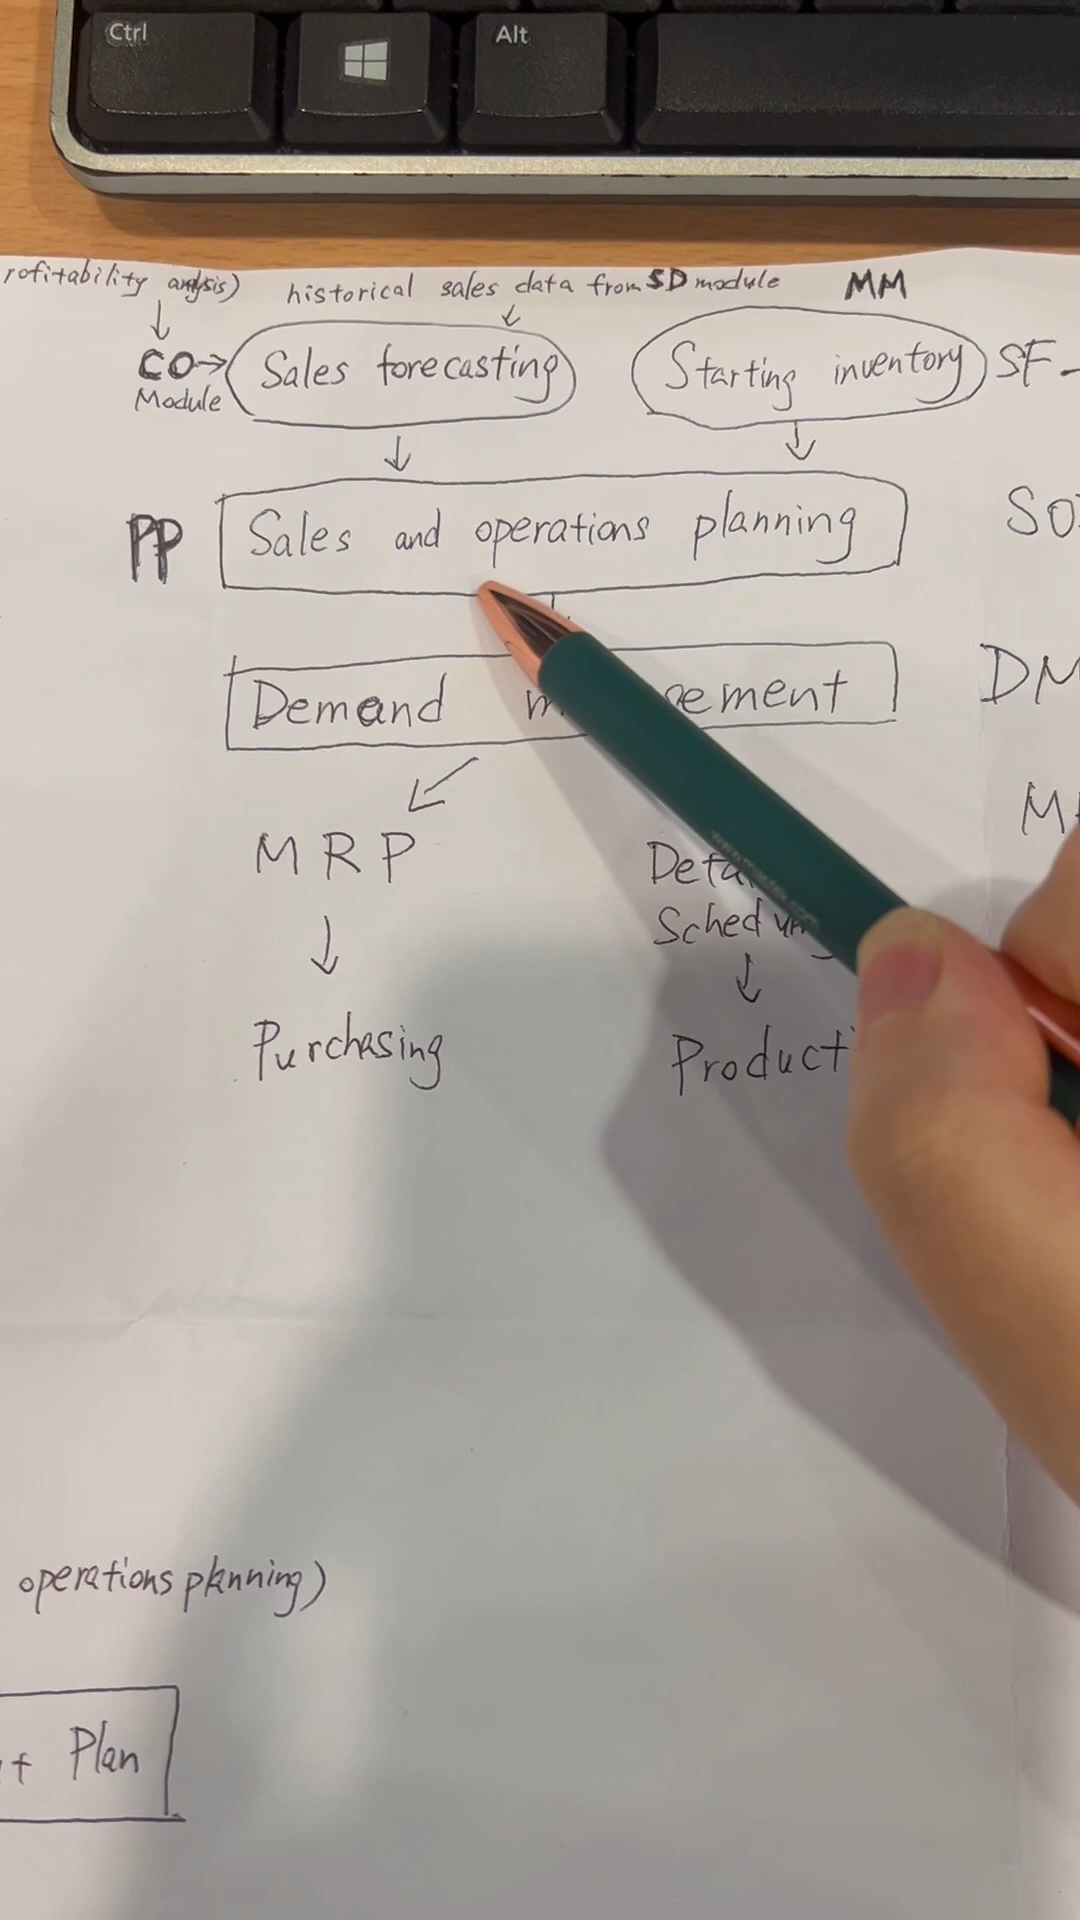 Ctrl
Alt
rofitability analysis)
historical sales data from SD module
MM
CO
Module
Sales forecasting
Starting inventory
SF -
PP
Sales and operations planning
SO
DM
Demand
ement
M R P
Sched
Purchasing
Product
operations planning)
Plan